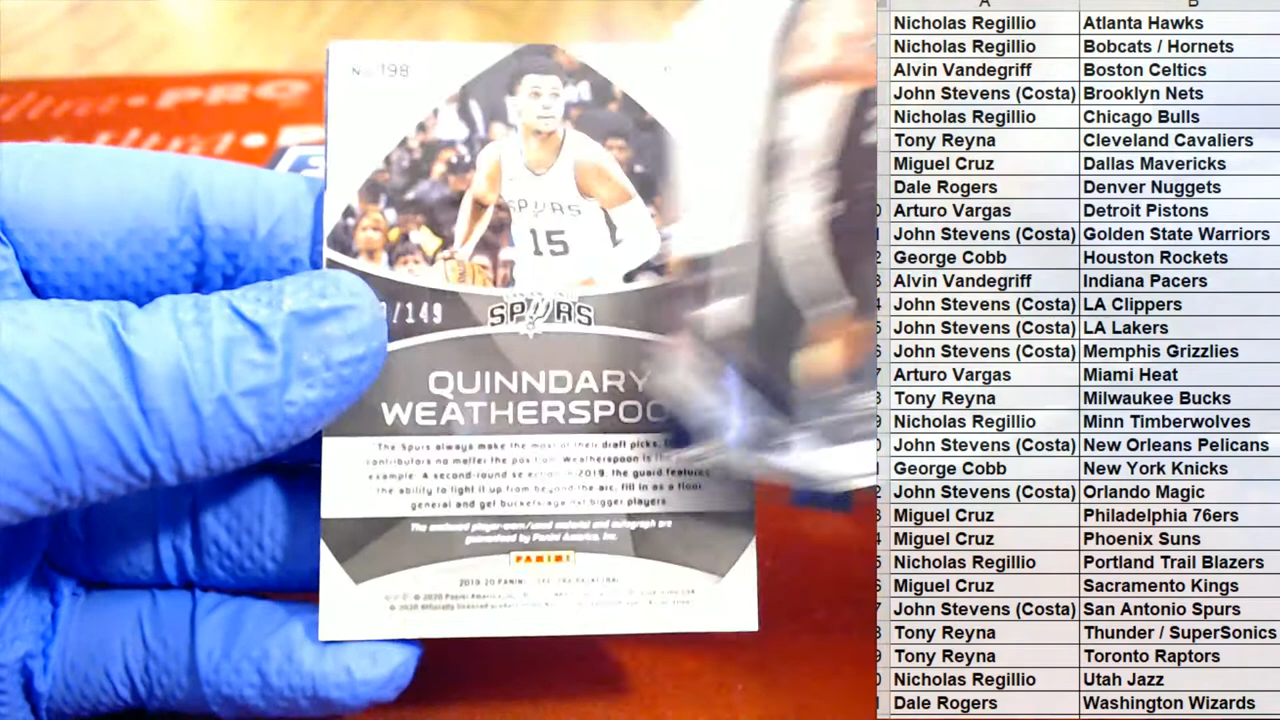 PRO
198
SPURS
15
/149
SPURS
QUINNDARY
WEATHERSPOO
The Spurs always make the most of their draft picks.
contributors no matter the position. Weatherspoon is
example. A second-round selection in 2019, the guard features
the ability to light it up from beyond the arc, fill in as a floor
general and get buckets against bigger players.
The enclosed player-worn/used material and autograph are
guaranteed by Panini America, Inc.
PANINI
2019-20 PANINI
© 2020 Panini America, Inc.
A B
Nicholas Regillio Atlanta Hawks
Nicholas Regillio Bobcats / Hornets
Alvin Vandegriff Boston Celtics
John Stevens (Costa) Brooklyn Nets
Nicholas Regillio Chicago Bulls
Tony Reyna Cleveland Cavaliers
Miguel Cruz Dallas Mavericks
Dale Rogers Denver Nuggets
Arturo Vargas Detroit Pistons
John Stevens (Costa) Golden State Warriors
George Cobb Houston Rockets
Alvin Vandegriff Indiana Pacers
John Stevens (Costa) LA Clippers
John Stevens (Costa) LA Lakers
John Stevens (Costa) Memphis Grizzlies
Arturo Vargas Miami Heat
Tony Reyna Milwaukee Bucks
Nicholas Regillio Minn Timberwolves
John Stevens (Costa) New Orleans Pelicans
George Cobb New York Knicks
John Stevens (Costa) Orlando Magic
Miguel Cruz Philadelphia 76ers
Miguel Cruz Phoenix Suns
Nicholas Regillio Portland Trail Blazers
Miguel Cruz Sacramento Kings
John Stevens (Costa) San Antonio Spurs
Tony Reyna Thunder / SuperSonics
Tony Reyna Toronto Raptors
Nicholas Regillio Utah Jazz
Dale Rogers Washington Wizards